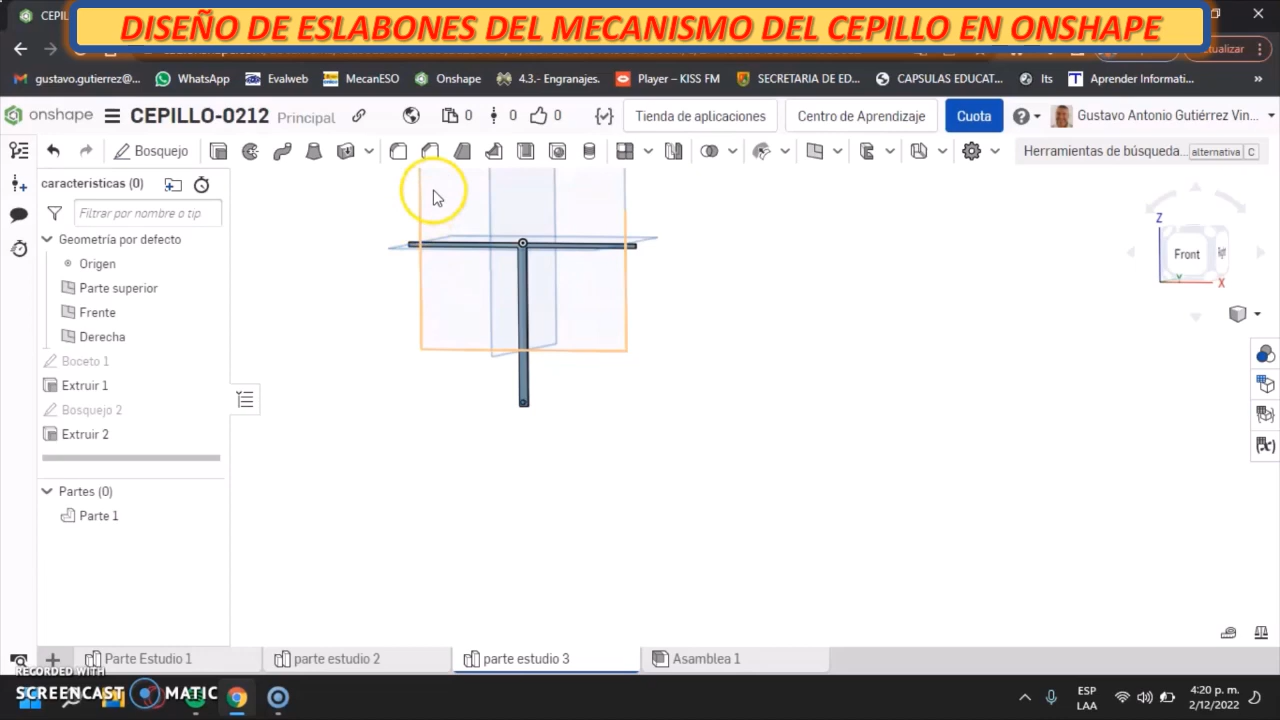 CEPIL
DISEÑO DE ESLABONES DEL MECANISMO DEL CEPILLO EN ONSHAPE
ctualizar
gustavo.gutierrez@...
WhatsApp
Evalweb
MecanESO
Onshape
4.3.- Engranajes.
Player – KISS FM
SECRETARIA DE ED...
CAPSULAS EDUCAT...
Its
Aprender Informati...
»
onshape
CEPILLO-0212
Principal
0
0
0
Tienda de aplicaciones
Centro de Aprendizaje
Cuota
Gustavo Antonio Gutiérrez Vin...
Bosquejo
Herramientas de búsqueda...
alternativa C
caracteristicas (0)
Filtrar por nombre o tip
Geometría por defecto
Origen
Parte superior
Frente
Derecha
Boceto 1
Extruir 1
Bosquejo 2
Extruir 2
Partes (0)
Parte 1
Z
Front
X
Parte Estudio 1
parte estudio 2
parte estudio 3
Asamblea 1
RECORDED WITH
SCREENCAST MATIC
ESP
LAA
4:20 p. m.
2/12/2022